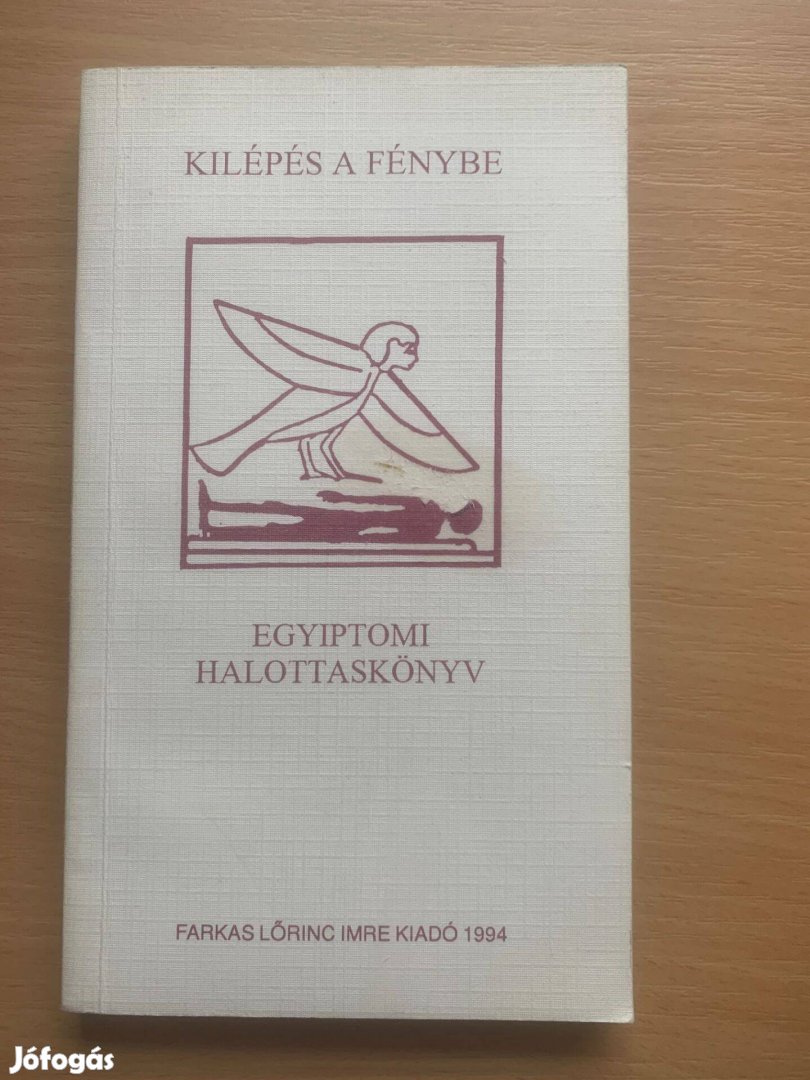 KILÉPÉS A FÉNYBE
EGYIPTOMI
HALOTTASKÖNYV
FARKAS LŐRINC IMRE KIADÓ 1994
Jófogás